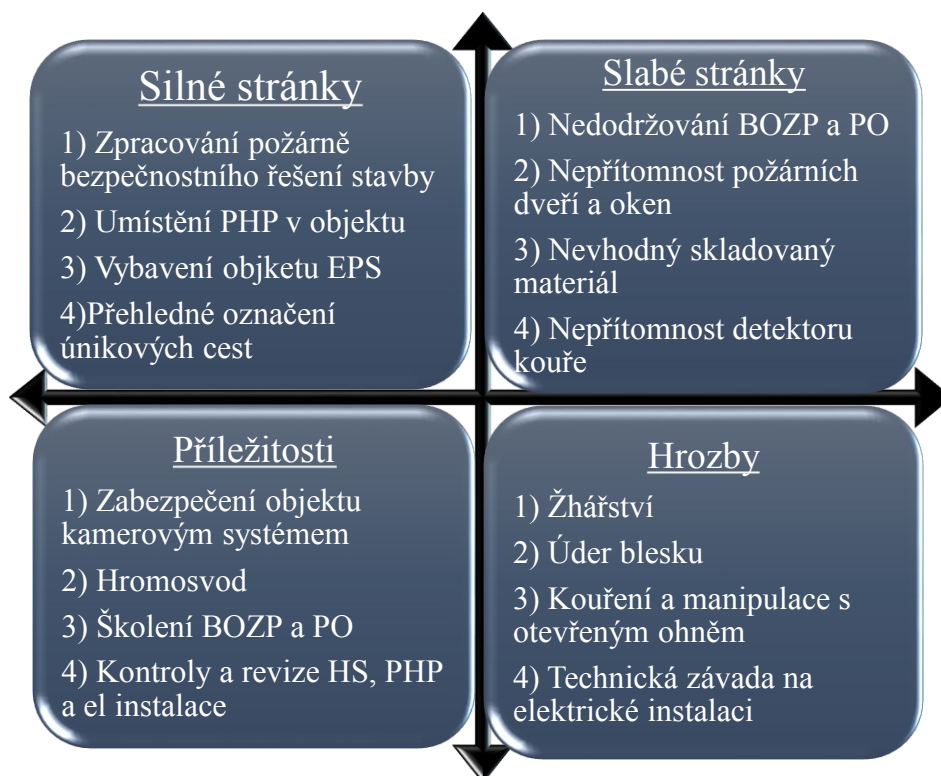 Silné stránky
1) Zpracování požárně
bezpečnostního řešení stavby
2) Umístění PHP v objektu
3) Vybavení objketu EPS
4)Přehledné označení
únikových cest
Slabé stránky
1) Nedodržování BOZP a PO
2) Nepřítomnost požárních
dveří a oken
3) Nevhodný skladovaný
materiál
4) Nepřítomnost detektoru
kouře
Příležitosti
1) Zabezpečení objektu
kamerovým systémem
2) Hromosvod
3) Školení BOZP a PO
4) Kontroly a revize HS, PHP
a el instalace
Hrozby
1) Žhářství
2) Úder blesku
3) Kouření a manipulace s
otevřeným ohněm
4) Technická závada na
elektrické instalaci